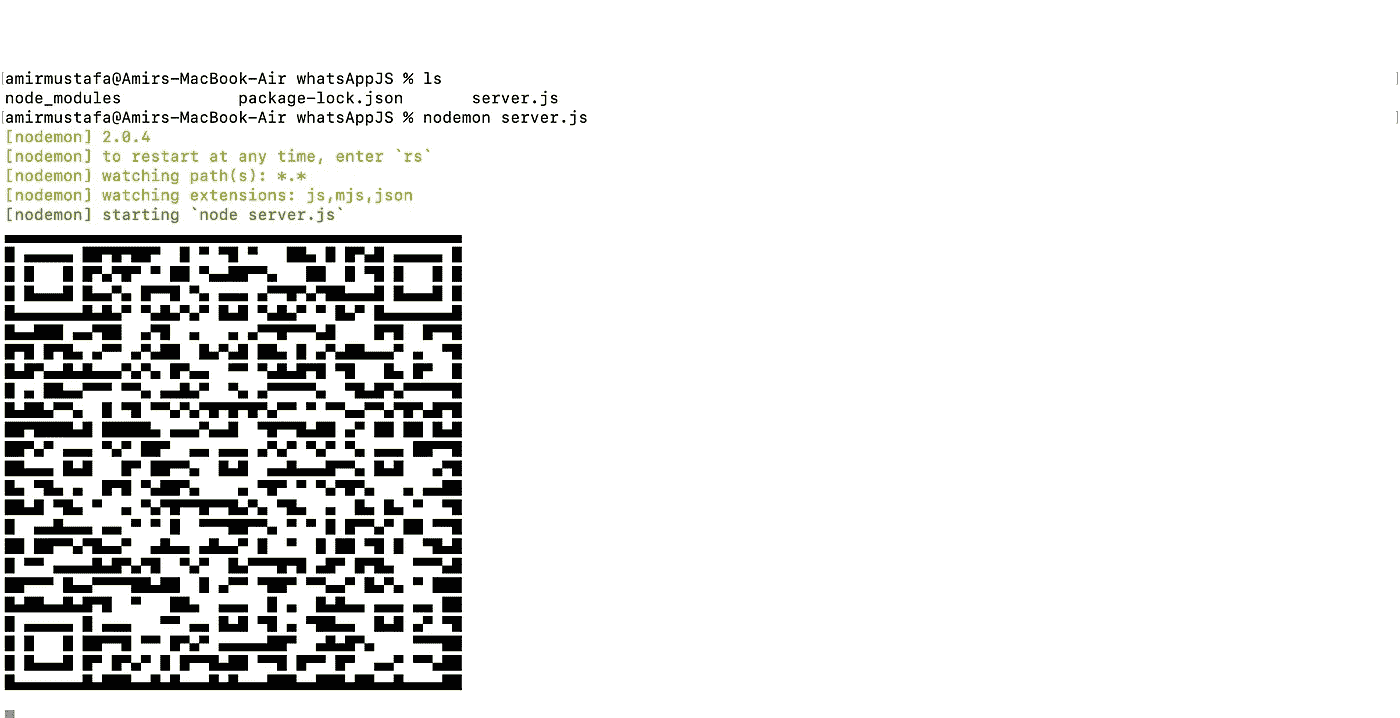 amirmustafa@Amirs-MacBook-Air whatsAppJS % ls
node_modules            package-lock.json       server.js
amirmustafa@Amirs-MacBook-Air whatsAppJS % nodemon server.js
[nodemon] 2.0.4
[nodemon] to restart at any time, enter `rs`
[nodemon] watching path(s): *.*
[nodemon] watching extensions: js,mjs,json
[nodemon] starting `node server.js`